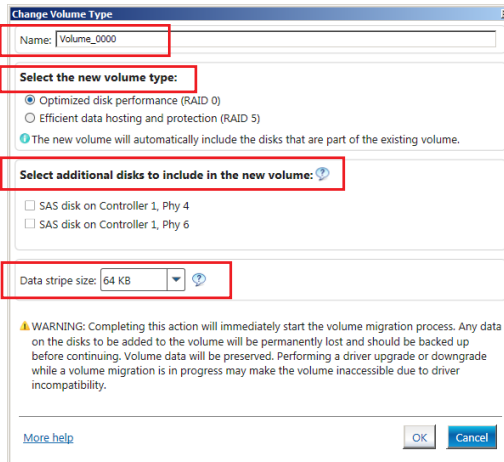 Change Volume Type
Name: Volume_0000
Select the new volume type:
Optimized disk performance (RAID 0)
Efficient data hosting and protection (RAID 5)
The new volume will automatically include the disks that are part of the existing volume.
Select additional disks to include in the new volume:
SAS disk on Controller 1, Phy 4
SAS disk on Controller 1, Phy 6
Data stripe size: 64 KB
WARNING: Completing this action will immediately start the volume migration process. Any data
on the disks to be added to the volume will be permanently lost and should be backed up
before continuing. Volume data will be preserved. Performing a driver upgrade or downgrade
while a volume migration is in progress may make the volume inaccessible due to driver
incompatibility.
More help
OK
Cancel